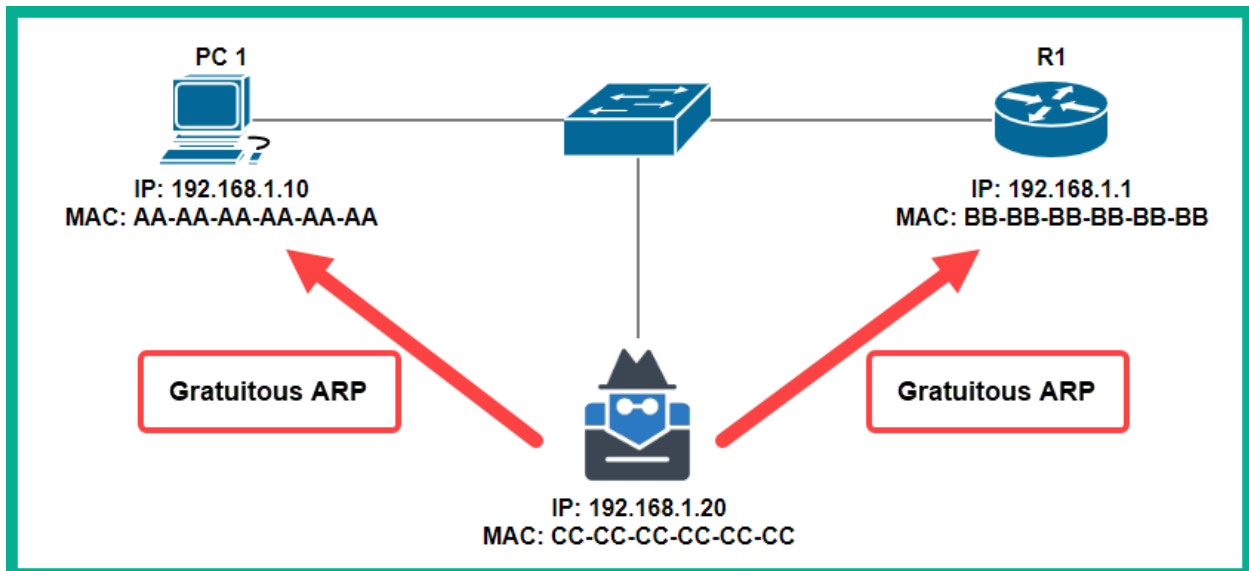 PC 1
R1
IP: 192.168.1.10
MAC: AA-AA-AA-AA-AA-AA
IP: 192.168.1.1
MAC: BB-BB-BB-BB-BB-BB
Gratuitous ARP
Gratuitous ARP
IP: 192.168.1.20
MAC: CC-CC-CC-CC-CC-CC